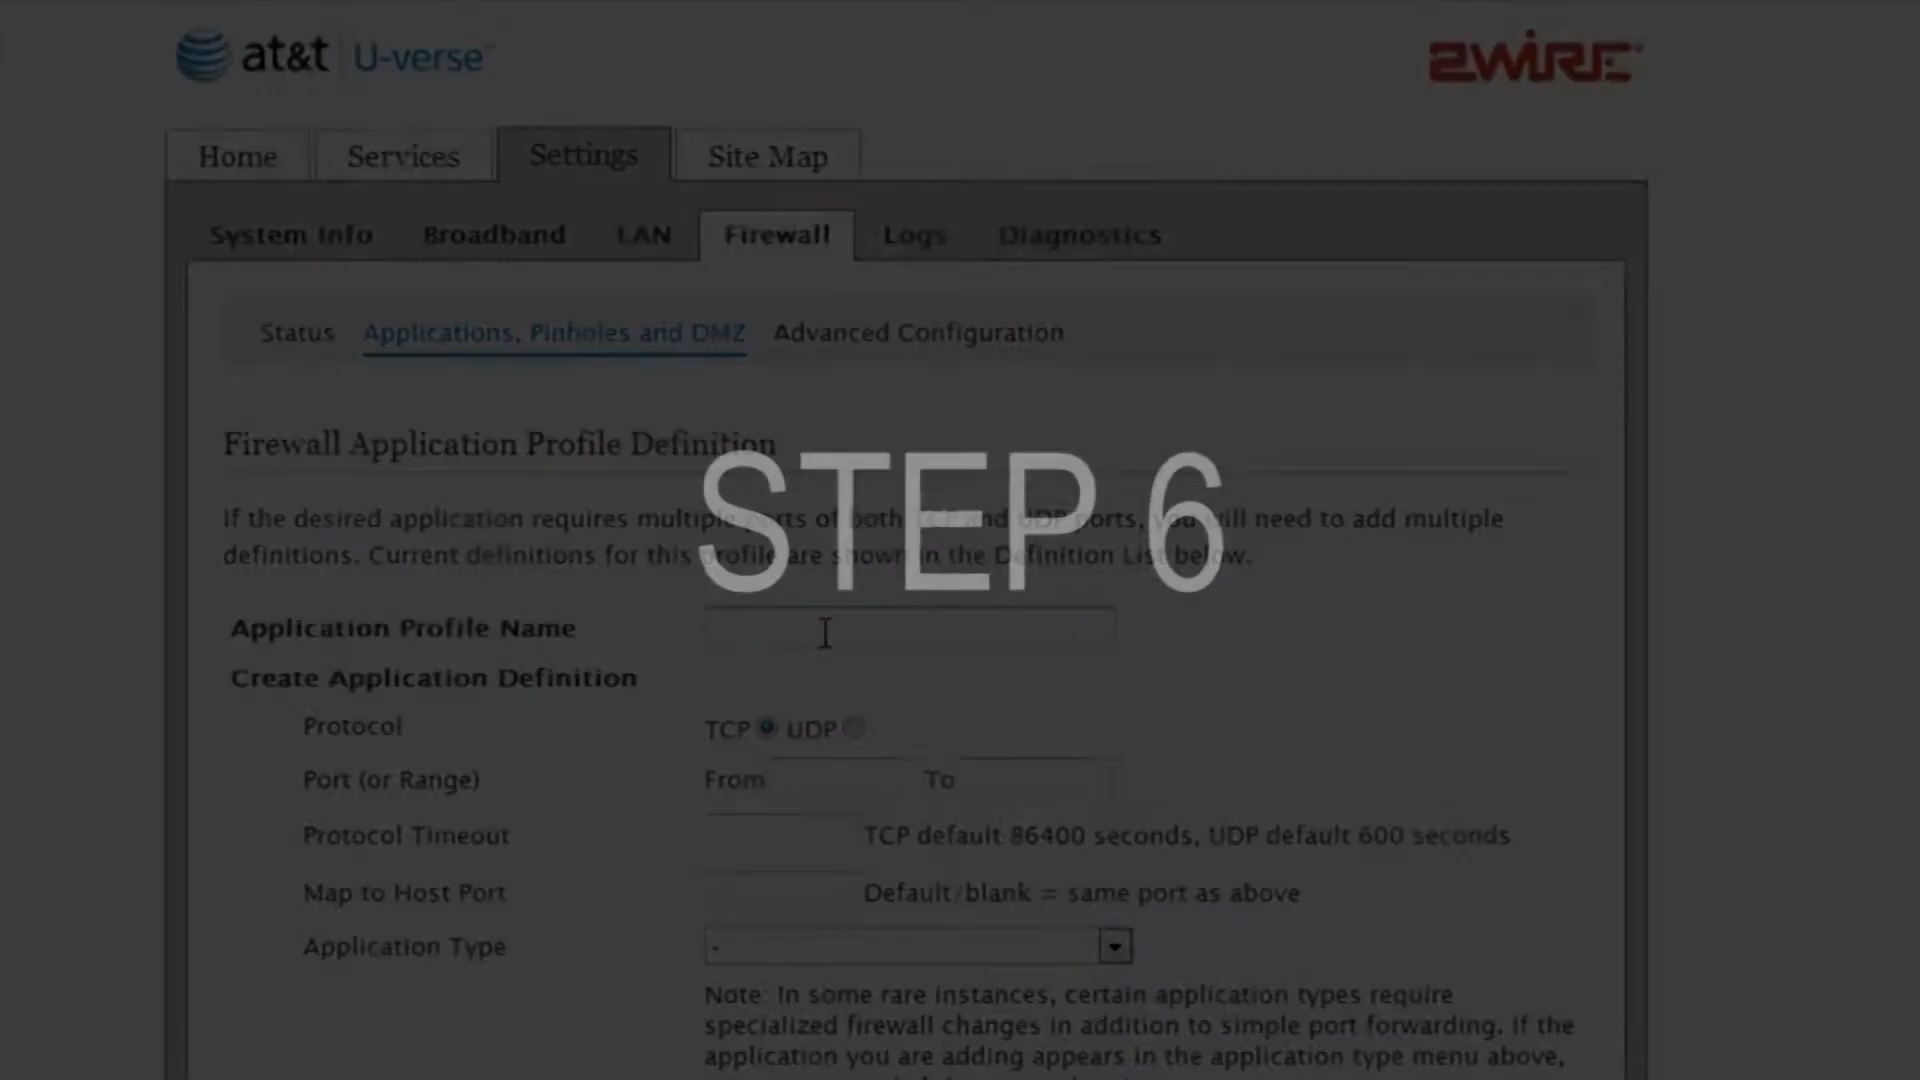 at&t U-verse
2WIRE
Home Services Settings Site Map
System Info Broadband LAN Firewall Logs Diagnostics
Status Applications, Pinholes and DMZ Advanced Configuration
Firewall Application Profile Definition
STEP 6
If the desired application requires multiple ports of both TCP and UDP ports, you will need to add multiple
definitions. Current definitions for this profile are shown in the Definition List below.
Application Profile Name
Create Application Definition
Protocol TCP UDP
Port (or Range) From To
Protocol Timeout TCP default 86400 seconds, UDP default 600 seconds
Map to Host Port Default/blank = same port as above
Application Type -
Note: In some rare instances, certain application types require
specialized firewall changes in addition to simple port forwarding. If the
application you are adding appears in the application type menu above,